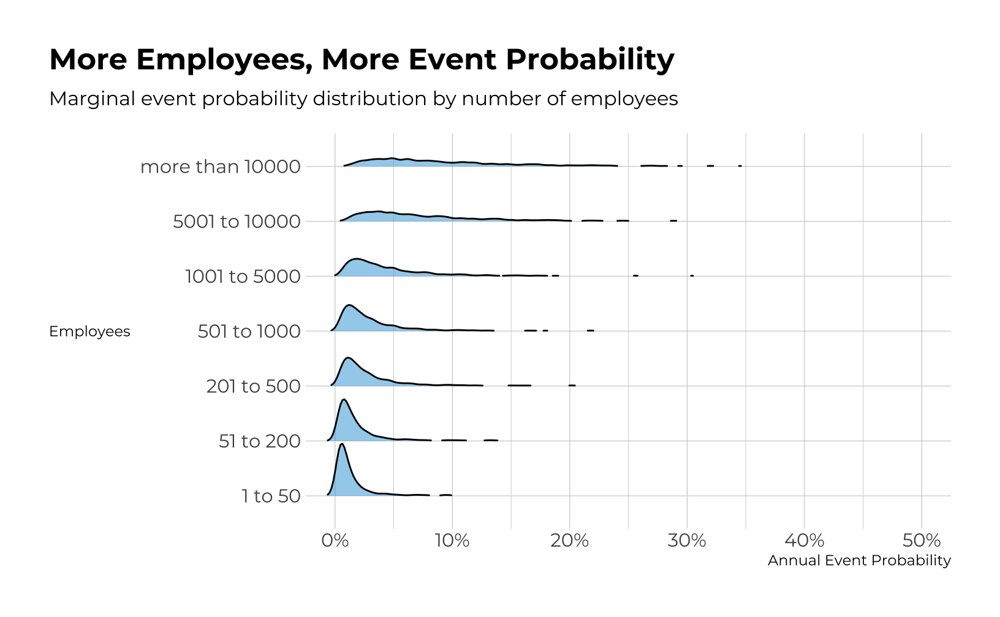 More Employees, More Event Probability
Marginal event probability distribution by number of employees
more than 10000
5001 to 10000
1001 to 5000
Employees
501 to 1000
201 to 500
51 to 200
1 to 50
0% 10% 20% 30% 40% 50%
Annual Event Probability